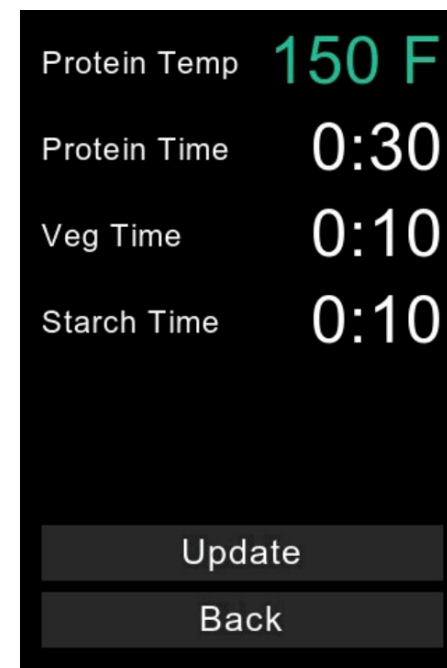 Protein Temp 150 F
Protein Time 0:30
Veg Time 0:10
Starch Time 0:10
Update
Back